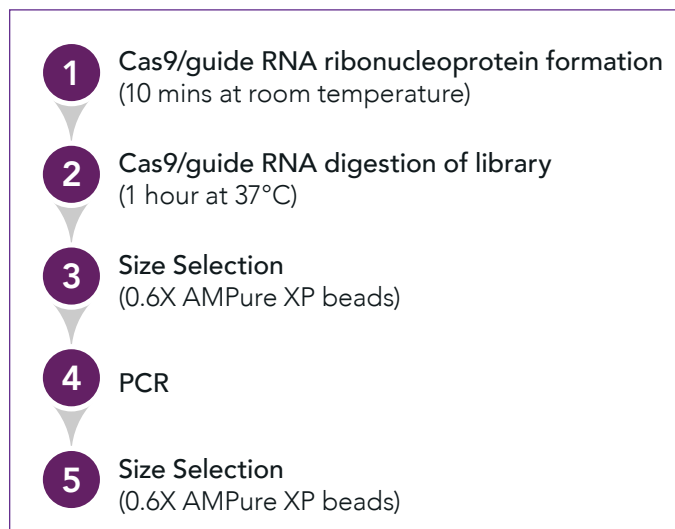 1
Cas9/guide RNA ribonucleoprotein formation
(10 mins at room temperature)
2
Cas9/guide RNA digestion of library
(1 hour at 37°C)
3
Size Selection
(0.6X AMPure XP beads)
4
PCR
5
Size Selection
(0.6X AMPure XP beads)